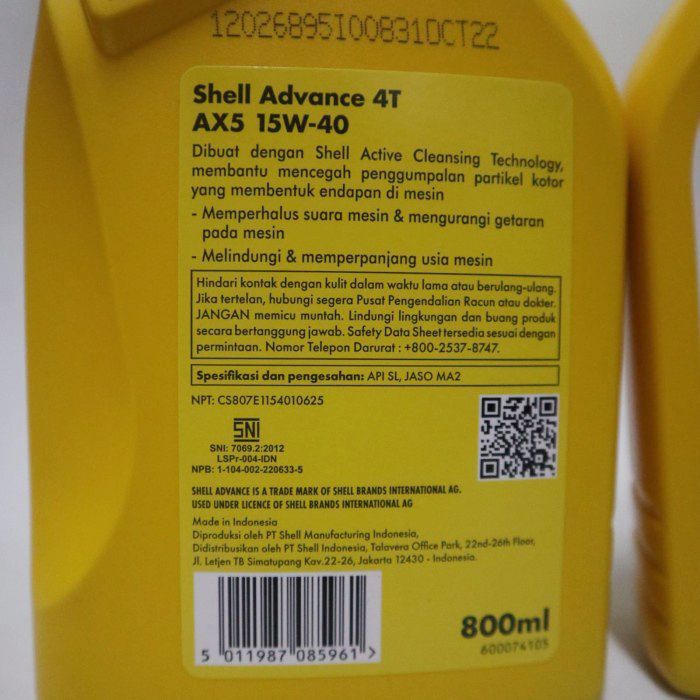 12026895I00831OCT22
Shell Advance 4T
AX5 15W-40
Dibuat dengan Shell Active Cleansing Technology,
membantu mencegah penggumpalan partikel kotor
yang membentuk endapan di mesin
- Memperhalus suara mesin & mengurangi getaran
pada mesin
- Melindungi & memperpanjang usia mesin
Hindari kontak dengan kulit dalam waktu lama atau berulang-ulang.
Jika tertelan, hubungi segera Pusat Pengendalian Racun atau dokter.
JANGAN memicu muntah. Lindungi lingkungan dan buang produk
secara bertanggung jawab. Safety Data Sheet tersedia sesuai dengan
permintaan. Nomor Telepon Darurat : +800-2537-8747.
Spesifikasi dan pengesahan: API SL, JASO MA2
NPT: CS807E1154010625
SNI
SNI: 7069.2:2012
LSPr-004-IDN
NPB: 1-104-002-220633-5
SHELL ADVANCE IS A TRADE MARK OF SHELL BRANDS INTERNATIONAL AG.
USED UNDER LICENCE OF SHELL BRANDS INTERNATIONAL AG
Made in Indonesia
Diproduksi oleh PT Shell Manufacturing Indonesia,
Didistribusikan oleh PT Shell Indonesia, Talavera Office Park, 22nd-26th Floor,
Jl. Letjen TB Simatupang Kav.22-26, Jakarta 12430 - Indonesia.
5 011987 085961 >
800ml
600074105